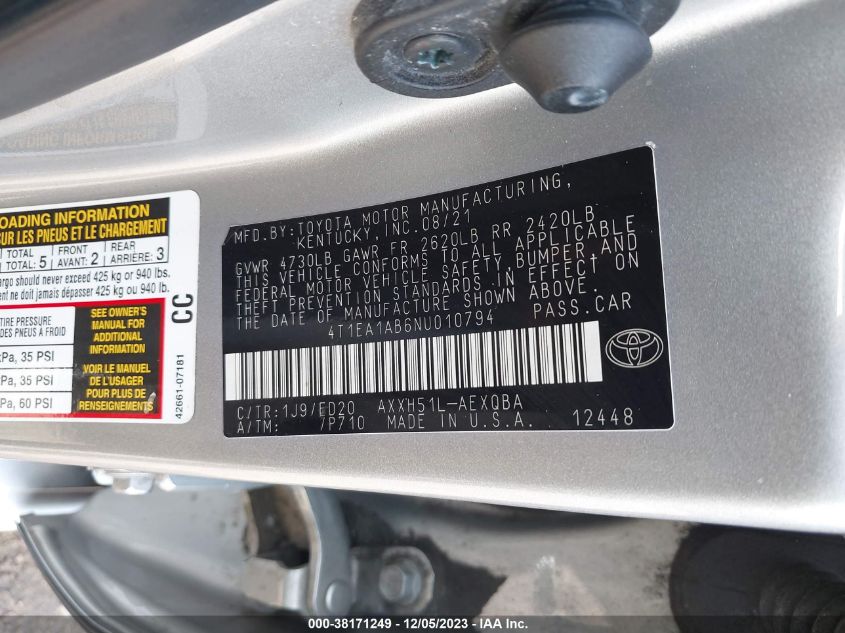 OADING INFORMATION
SUR LES PNEUS ET LE CHARGEMENT
TOTAL
TOTAL: 5
FRONT
AVANT: 2
REAR
ARRIÈRE: 3
should never exceed 425 kg or 940 lbs.
ne doit jamais dépasser 425 kg ou 940 lb.
TIRE PRESSURE
DES PNEUS À FROID
kPa, 35 PSI
kPa, 35 PSI
kPa, 60 PSI
SEE OWNER'S
MANUAL FOR
ADDITIONAL
INFORMATION
VOIR LE MANUEL
DE L'USAGER
POUR PLUS DE
RENSEIGNEMENTS
CC
42661-07181
MFD.BY: TOYOTA MOTOR MANUFACTURING,
KENTUCKY, INC. 08/21
GVWR 4730LB GAWR FR 2620LB RR 2420LB
THIS VEHICLE CONFORMS TO ALL APPLICABLE
FEDERAL MOTOR VEHICLE SAFETY, BUMPER, AND
THEFT PREVENTION STANDARDS IN EFFECT ON
THE DATE OF MANUFACTURE SHOWN ABOVE.
4T1EA1AB6NU010794 PASS.CAR
C/TR: 1J9/ED20 AXXH51L-AEXQBA
A/TM: /P710 MADE IN U.S.A. 12448
000-38171249 - 12/05/2023 - IAA Inc.